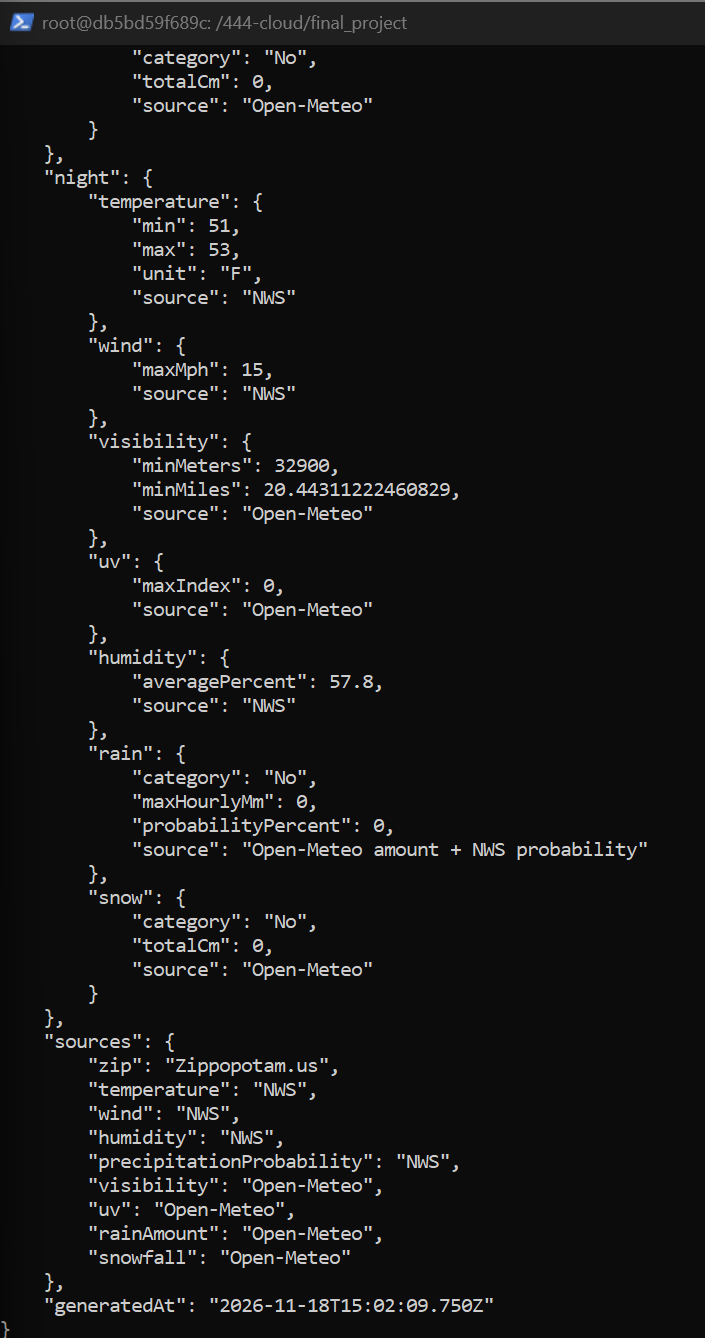 root@db5bd59f689c: /444-cloud/final_project
            "category": "No",
            "totalCm": 0,
            "source": "Open-Meteo"
        }
    },
    "night": {
        "temperature": {
            "min": 51,
            "max": 53,
            "unit": "F",
            "source": "NWS"
        },
        "wind": {
            "maxMph": 15,
            "source": "NWS"
        },
        "visibility": {
            "minMeters": 32900,
            "minMiles": 20.44311222460829,
            "source": "Open-Meteo"
        },
        "uv": {
            "maxIndex": 0,
            "source": "Open-Meteo"
        },
        "humidity": {
            "averagePercent": 57.8,
            "source": "NWS"
        },
        "rain": {
            "category": "No",
            "maxHourlyMm": 0,
            "probabilityPercent": 0,
            "source": "Open-Meteo amount + NWS probability"
        },
        "snow": {
            "category": "No",
            "totalCm": 0,
            "source": "Open-Meteo"
        }
    },
    "sources": {
        "zip": "Zippopotam.us",
        "temperature": "NWS",
        "wind": "NWS",
        "humidity": "NWS",
        "precipitationProbability": "NWS",
        "visibility": "Open-Meteo",
        "uv": "Open-Meteo",
        "rainAmount": "Open-Meteo",
        "snowfall": "Open-Meteo"
    },
    "generatedAt": "2026-11-18T15:02:09.750Z"
}